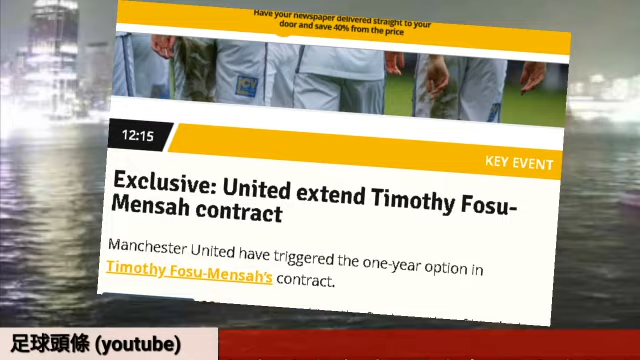 Have your newspaper delivered straight to your
door and save 40% from the price
12:15
KEY EVENT
Exclusive: United extend Timothy Fosu-
Mensah contract
Manchester United have triggered the one-year option in
Timothy Fosu-Mensah's contract.
足球頭條 (youtube)